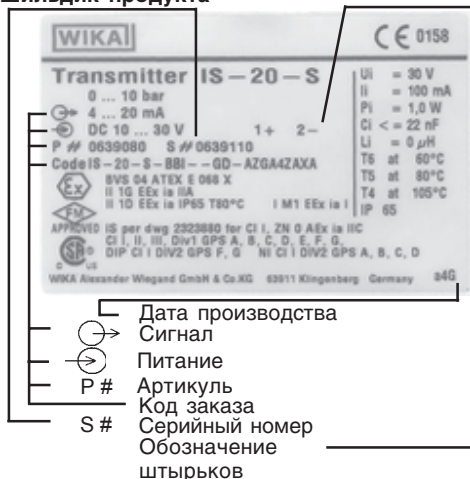 Шильдик продукта
WIKAI
CE 0158
Transmitter IS-20-S
0 ... 10 bar
4 ... 20 mA
DC 10 ... 30 V 1+ 2-
P # 0639080 S # 0639110
Code IS-20-S-BBI--GD-AZGA4ZAXA
Ui = 30 V
Ii = 100 mA
Pi = 1,0 W
Ci <= 22 nF
Li = 0 µH
T6 at 60°C
T5 at 80°C
T4 at 105°C
IP 65
Ex
BVS 04 ATEX E 068 X
II 1G EEx ia IIA
II 1D EEx ia IP65 T80°C I M1 EEx ia I
FM
APPROVED IS per dwg 2323880 for Cl I, ZN 0 AEx ia IIC
Cl I, II, III, Div1 GPS A, B, C, D, E, F, G,
DIP Cl I DIV2 GPS F, G NI Cl I DIV2 GPS A, B, C, D
C US
WIKA Alexander Wiegand GmbH & Co.KG 63911 Klingenberg Germany a4G
Дата производства
Сигнал
Питание
P # Артикуль
Код заказа
S # Серийный номер
Обозначение
штырьков